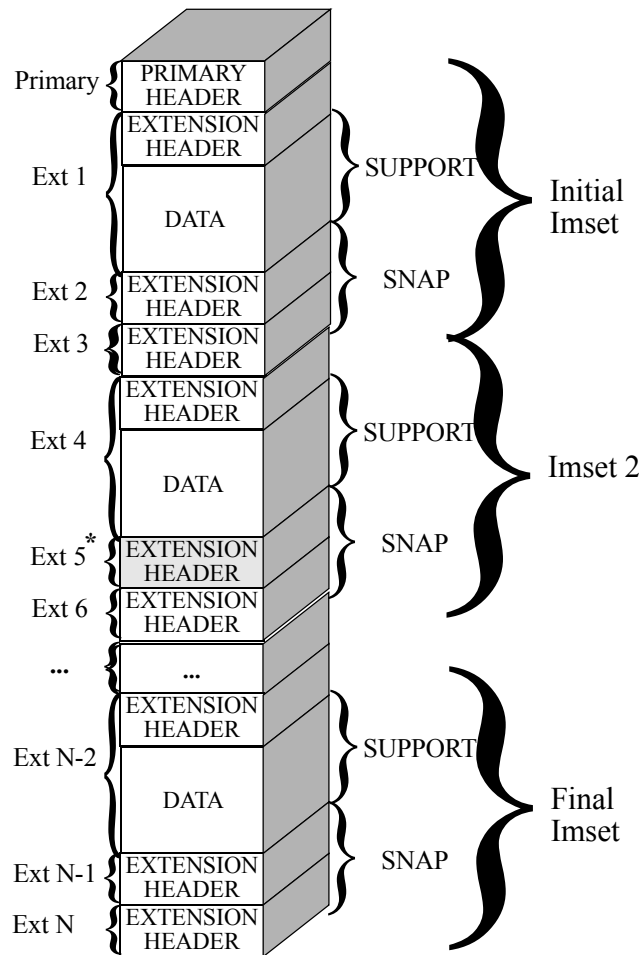 Primary
PRIMARY
HEADER
EXTENSION
HEADER
Ext 1
SUPPORT
DATA
Initial
Imset
Ext 2
EXTENSION
HEADER
SNAP
Ext 3
EXTENSION
HEADER
EXTENSION
HEADER
Ext 4
SUPPORT
DATA
Imset 2
Ext 5*
EXTENSION
HEADER
SNAP
Ext 6
EXTENSION
HEADER
...
...
EXTENSION
HEADER
Ext N-2
SUPPORT
DATA
Final
Imset
Ext N-1
EXTENSION
HEADER
SNAP
Ext N
EXTENSION
HEADER